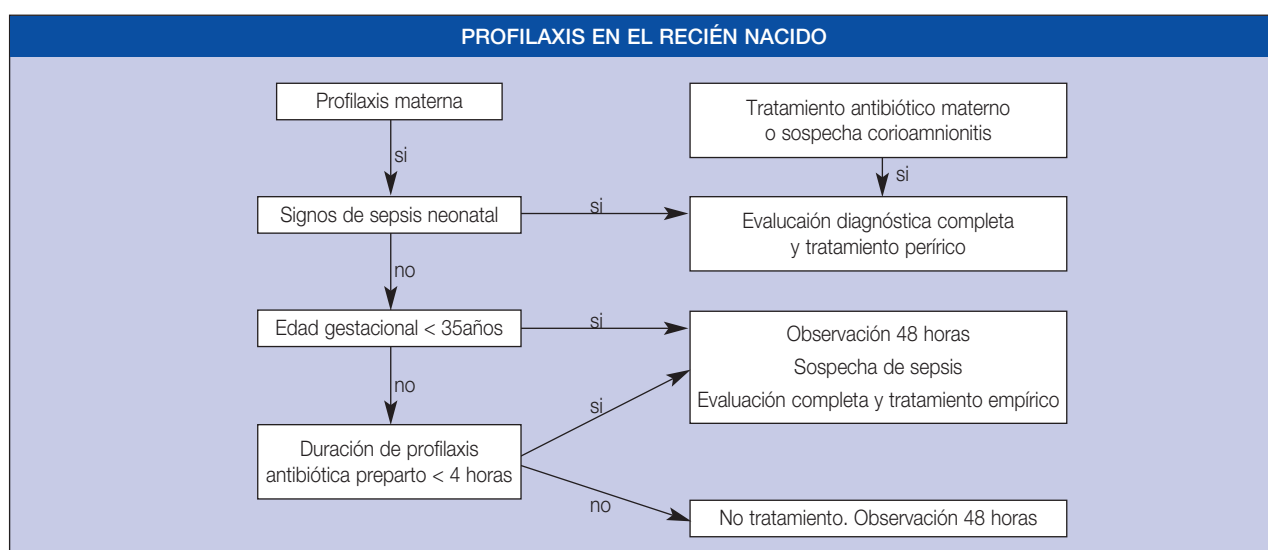 PROFILAXIS EN EL RECIÉN NACIDO
Profilaxis materna
Tratamiento antibiótico materno
o sospecha corioamnionitis
si
si
Signos de sepsis neonatal
si
Evalucaión diagnóstica completa
y tratamiento perírico
no
Edad gestacional < 35años
si
Observación 48 horas
Sospecha de sepsis
Evaluación completa y tratamiento empírico
no
si
Duración de profilaxis
antibiótica preparto < 4 horas
no
No tratamiento. Observación 48 horas